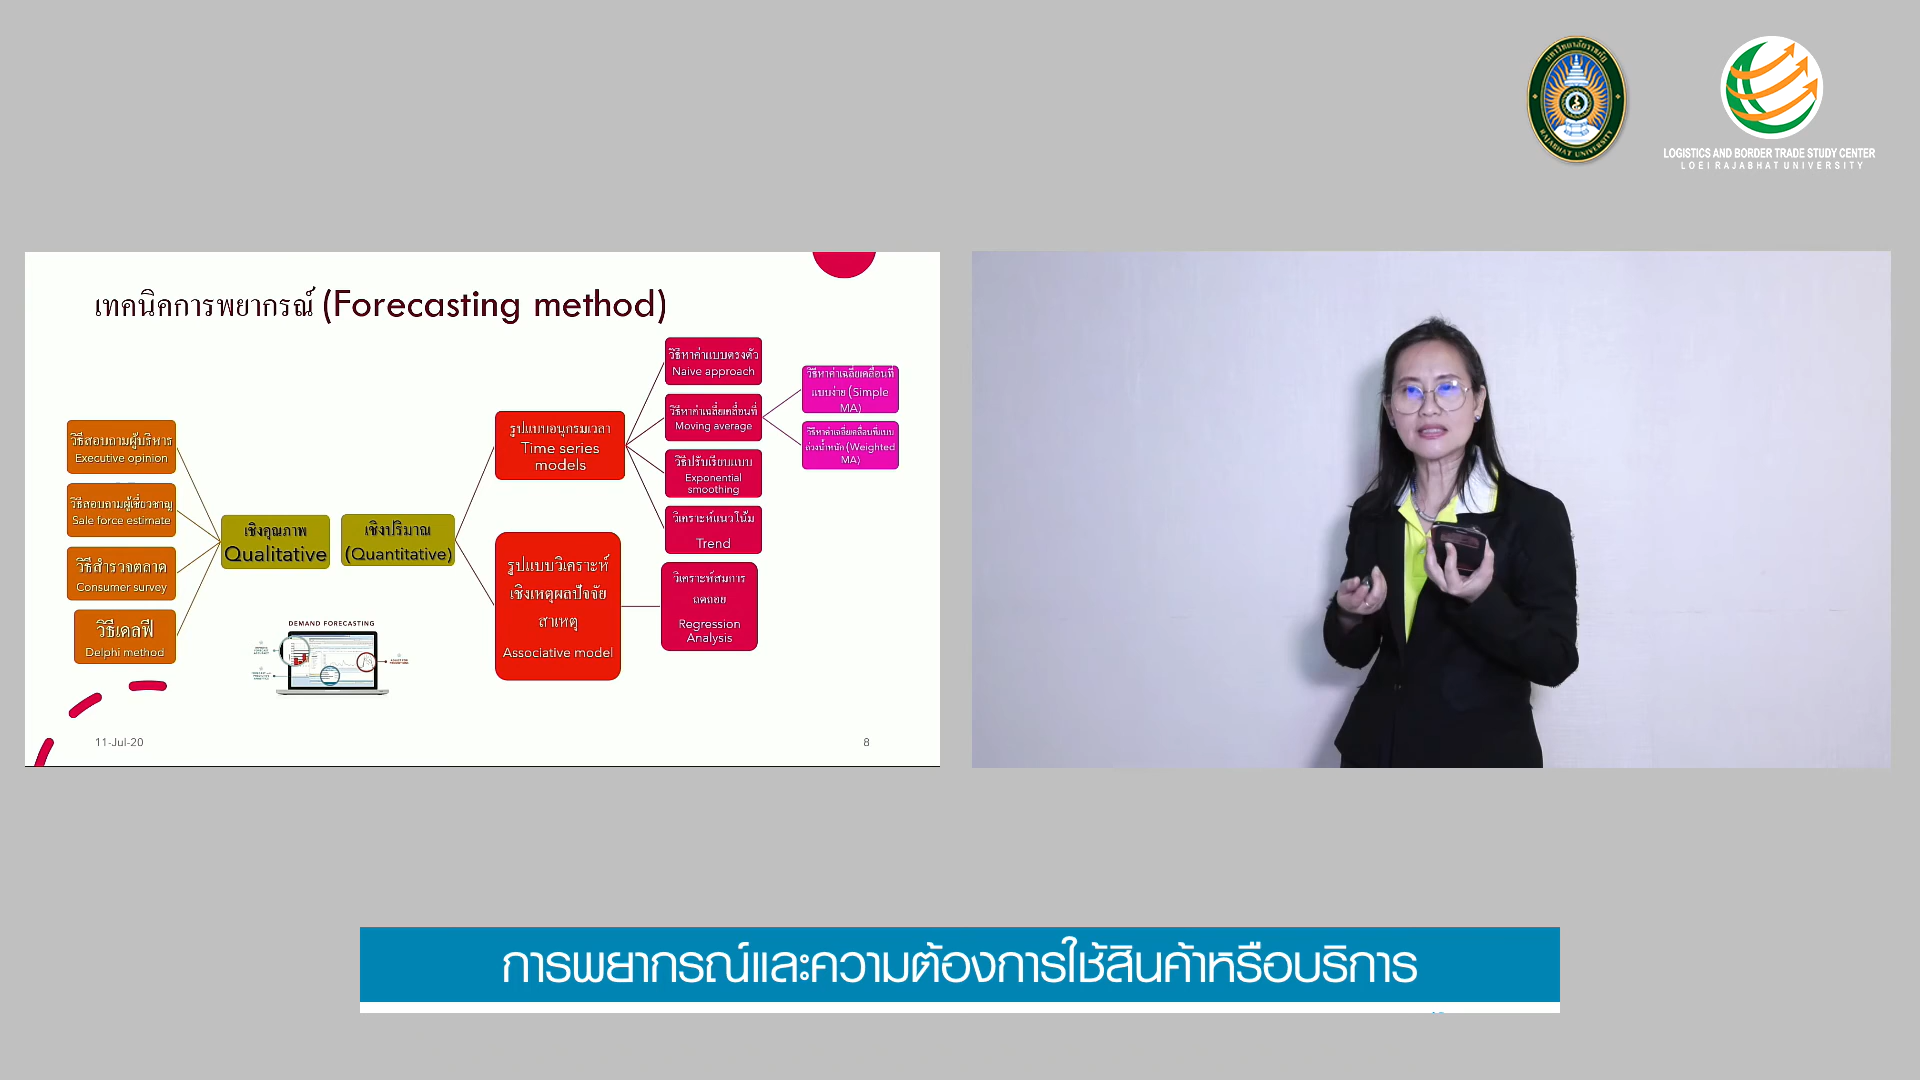 มหาวิทยาลัยราชภัฏ
RAJABHAT UNIVERSITY
LOGISTICS AND BORDER TRADE STUDY CENTER
LOEI RAJABHAT UNIVERSITY
เทคนิคการพยากรณ์ (Forecasting method)
วิธีสอบถามผู้บริหาร
Executive opinion
วิธีสอบถามผู้เชี่ยวชาญ
Sale force estimate
วิธีสำรวจตลาด
Consumer survey
วิธีเดลฟี
Delphi method
เชิงคุณภาพ
Qualitative
เชิงปริมาณ
(Quantitative)
รูปแบบอนุกรมเวลา
Time series
models
รูปแบบวิเคราะห์
เชิงเหตุผลปัจจัย
สาเหตุ
Associative model
วิธีหาค่าแบบตรงตัว
Naive approach
วิธีหาค่าเฉลี่ยเคลื่อนที่
Moving average
วิธีปรับเรียบแบบ
Exponential
smoothing
วิเคราะห์แนวโน้ม
Trend
วิเคราะห์สมการ
ถดถอย
Regression
Analysis
วิธีหาค่าเฉลี่ยเคลื่อนที่
แบบง่าย (Simple
MA)
วิธีหาค่าเฉลี่ยเคลื่อนที่แบบ
ถ่วงน้ำหนัก (Weighted
MA)
DEMAND FORECASTING
11-Jul-20
8
การพยากรณ์และความต้องการใช้สินค้าหรือบริการ